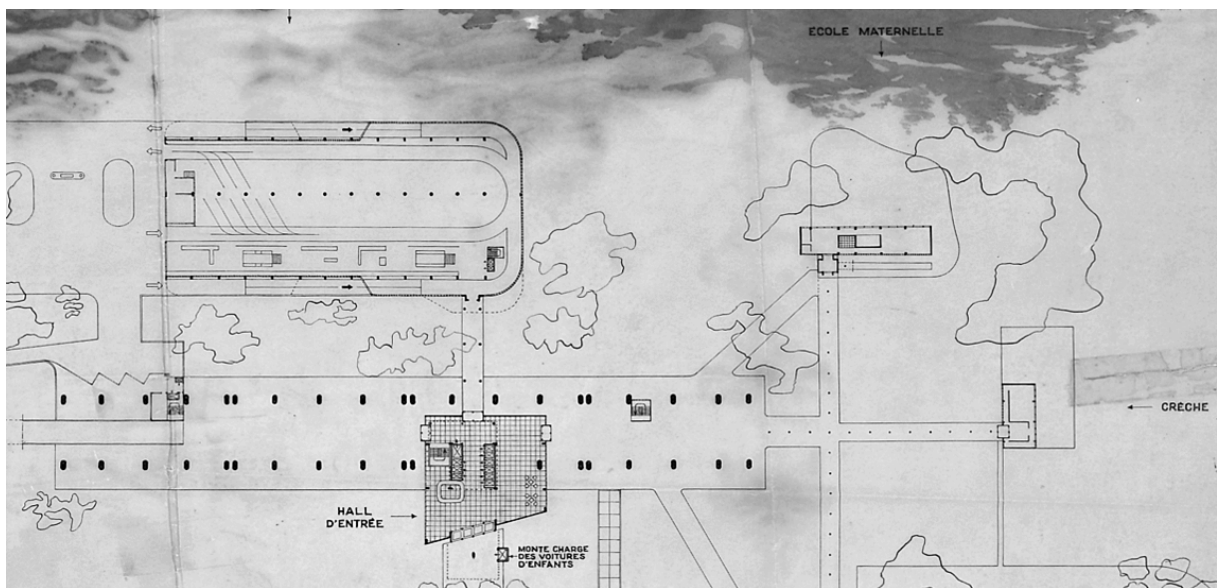 ÉCOLE MATERNELLE
CRÈCHE
HALL
D'ENTRÉE
MONTE CHARGE
DES VOITURES
D'ENFANTS